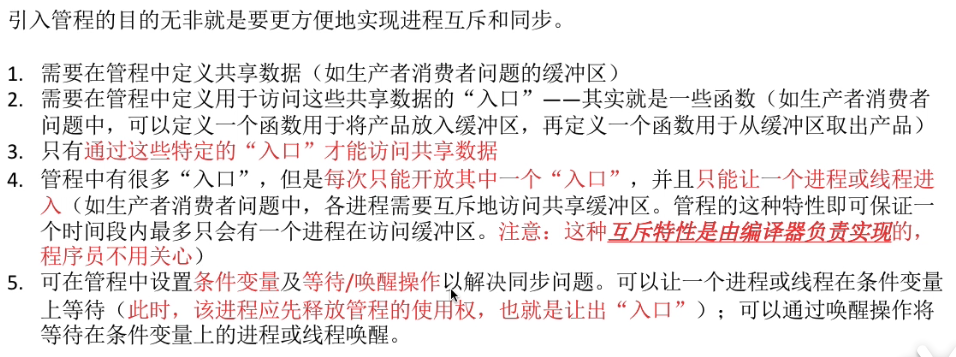 引入管程的目的无非就是要更方便地实现进程互斥和同步。
1. 需要在管程中定义共享数据（如生产者消费者问题的缓冲区）
2. 需要在管程中定义用于访问这些共享数据的“入口”——其实就是一些函数（如生产者消费者
问题中，可以定义一个函数用于将产品放入缓冲区，再定义一个函数用于从缓冲区取出产品）
3. 只有通过这些特定的“入口”才能访问共享数据
4. 管程中有很多“入口”，但是每次只能开放其中一个“入口”，并且只能让一个进程或线程进
入（如生产者消费者问题中，各进程需要互斥地访问共享缓冲区。管程的这种特性即可保证一
个时间段内最多只会有一个进程在访问缓冲区。注意：这种互斥特性是由编译器负责实现的，
程序员不用关心）
5. 可在管程中设置条件变量及等待/唤醒操作以解决同步问题。可以让一个进程或线程在条件变量
上等待（此时，该进程应先释放管程的使用权，也就是让出“入口”）；可以通过唤醒操作将
等待在条件变量上的进程或线程唤醒。